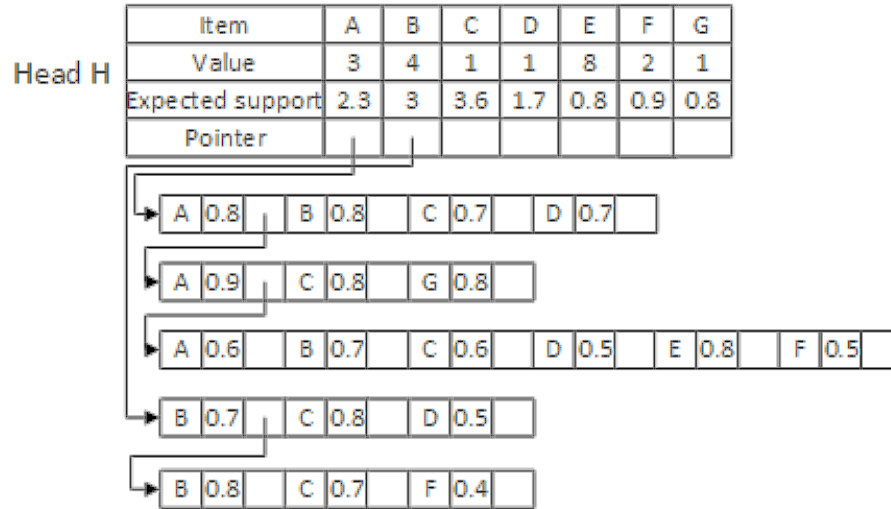 Item A B C D E F G
Head H
Value 3 4 1 1 8 2 1
Expected support 2.3 3 3.6 1.7 0.8 0.9 0.8
Pointer
A 0.8 B 0.8 C 0.7 D 0.7
A 0.9 C 0.8 G 0.8
A 0.6 B 0.7 C 0.6 D 0.5 E 0.8 F 0.5
B 0.7 C 0.8 D 0.5
B 0.8 C 0.7 F 0.4